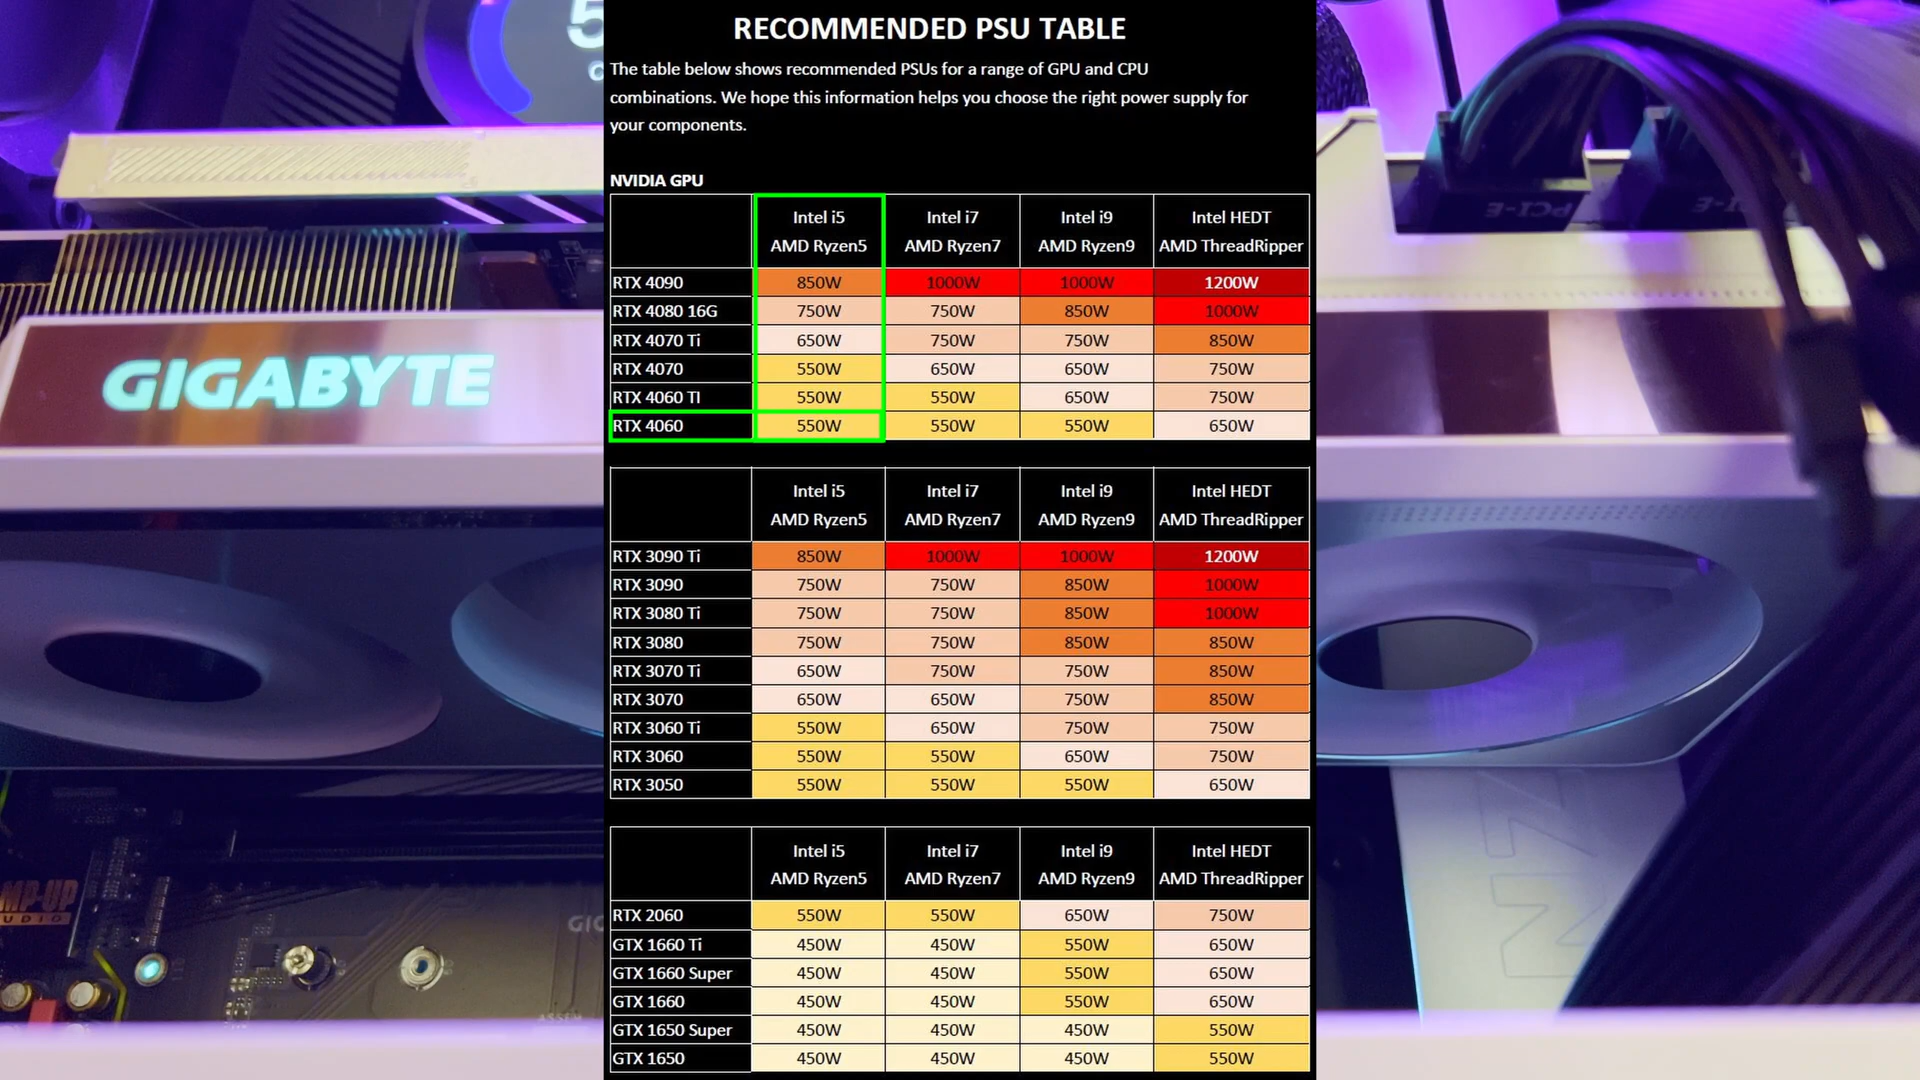 RECOMMENDED PSU TABLE
The table below shows recommended PSUs for a range of GPU and CPU
combinations. We hope this information helps you choose the right power supply for
your components.
NVIDIA GPU
Intel i5 Intel i7 Intel i9 Intel HEDT
AMD Ryzen5 AMD Ryzen7 AMD Ryzen9 AMD ThreadRipper
RTX 4090 850W 1000W 1000W 1200W
RTX 4080 16G 750W 750W 850W 1000W
RTX 4070 Ti 650W 750W 750W 850W
RTX 4070 550W 650W 650W 750W
RTX 4060 TI 550W 550W 650W 750W
RTX 4060 550W 550W 550W 650W
Intel i5 Intel i7 Intel i9 Intel HEDT
AMD Ryzen5 AMD Ryzen7 AMD Ryzen9 AMD ThreadRipper
RTX 3090 Ti 850W 1000W 1000W 1200W
RTX 3090 750W 750W 850W 1000W
RTX 3080 Ti 750W 750W 850W 1000W
RTX 3080 750W 750W 850W 850W
RTX 3070 Ti 650W 750W 750W 850W
RTX 3070 650W 650W 750W 850W
RTX 3060 Ti 550W 650W 750W 750W
RTX 3060 550W 550W 650W 750W
RTX 3050 550W 550W 550W 650W
Intel i5 Intel i7 Intel i9 Intel HEDT
AMD Ryzen5 AMD Ryzen7 AMD Ryzen9 AMD ThreadRipper
RTX 2060 550W 550W 650W 750W
GTX 1660 Ti 450W 450W 550W 650W
GTX 1660 Super 450W 450W 550W 650W
GTX 1660 450W 450W 550W 650W
GTX 1650 Super 450W 450W 450W 550W
GTX 1650 450W 450W 450W 550W
GIGABYTE
PCI-E